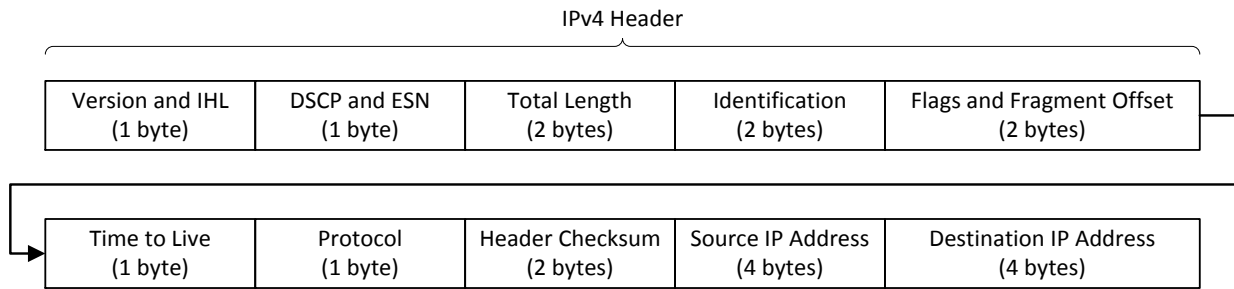 IPv4 Header
Version and IHL
(1 byte)
DSCP and ESN
(1 byte)
Total Length
(2 bytes)
Identification
(2 bytes)
Flags and Fragment Offset
(2 bytes)
Time to Live
(1 byte)
Protocol
(1 byte)
Header Checksum
(2 bytes)
Source IP Address
(4 bytes)
Destination IP Address
(4 bytes)